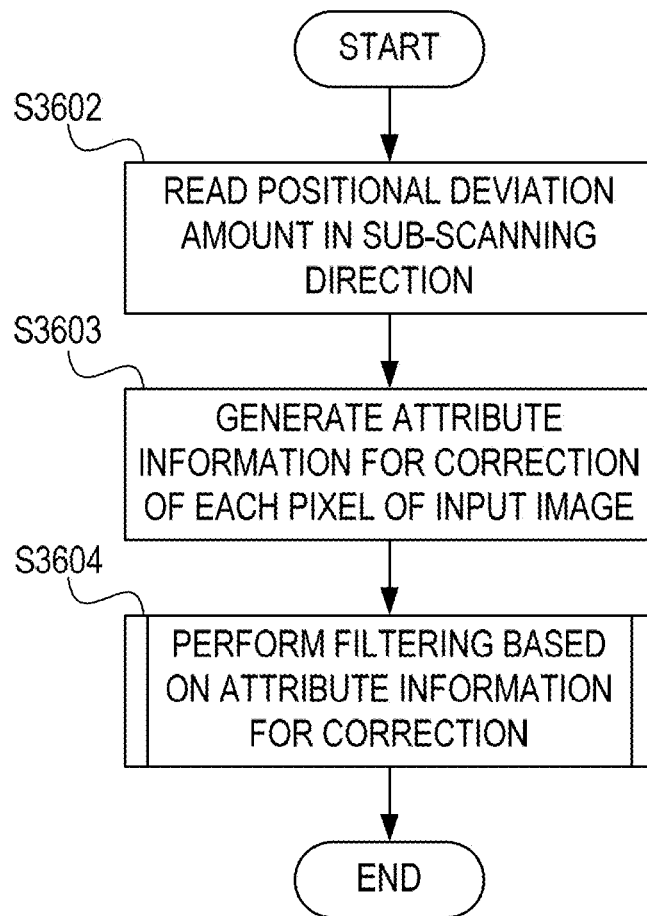 START
S3602
READ POSITIONAL DEVIATION
AMOUNT IN SUB-SCANNING
DIRECTION
S3603
GENERATE ATTRIBUTE
INFORMATION FOR CORRECTION
OF EACH PIXEL OF INPUT IMAGE
S3604
PERFORM FILTERING BASED
ON ATTRIBUTE INFORMATION
FOR CORRECTION
END